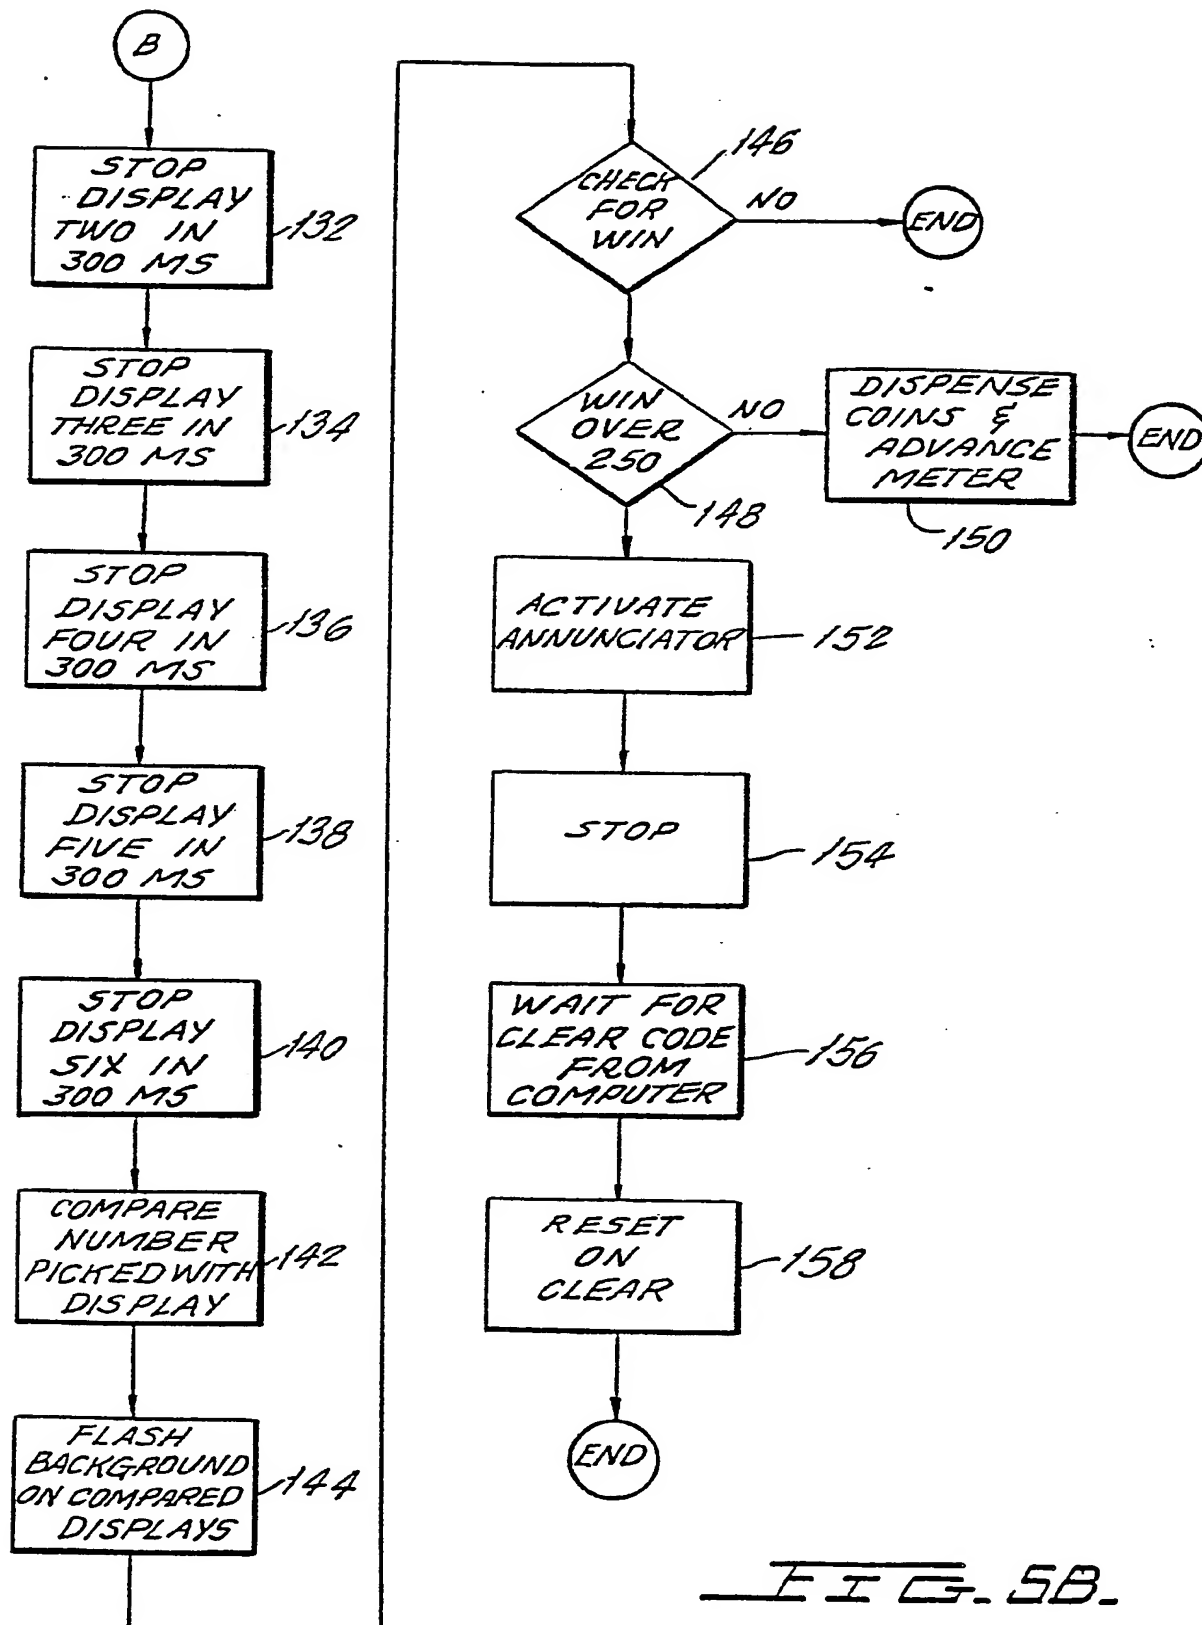 B
STOP
DISPLAY
TWO IN
300 MS
132
STOP
DISPLAY
THREE IN
300 MS
134
STOP
DISPLAY
FOUR IN
300 MS
136
STOP
DISPLAY
FIVE IN
300 MS
138
STOP
DISPLAY
SIX IN
300 MS
140
COMPARE
NUMBER
PICKED WITH
DISPLAY
142
FLASH
BACKGROUND
ON COMPARED
DISPLAYS
144
CHECK
FOR
WIN
146
NO
END
WIN
OVER
250
148
NO
DISPENSE
COINS &
ADVANCE
METER
150
END
ACTIVATE
ANNUNCIATOR
152
STOP
154
WAIT FOR
CLEAR CODE
FROM
COMPUTER
156
RESET
ON
CLEAR
158
END
FIG. 5B.